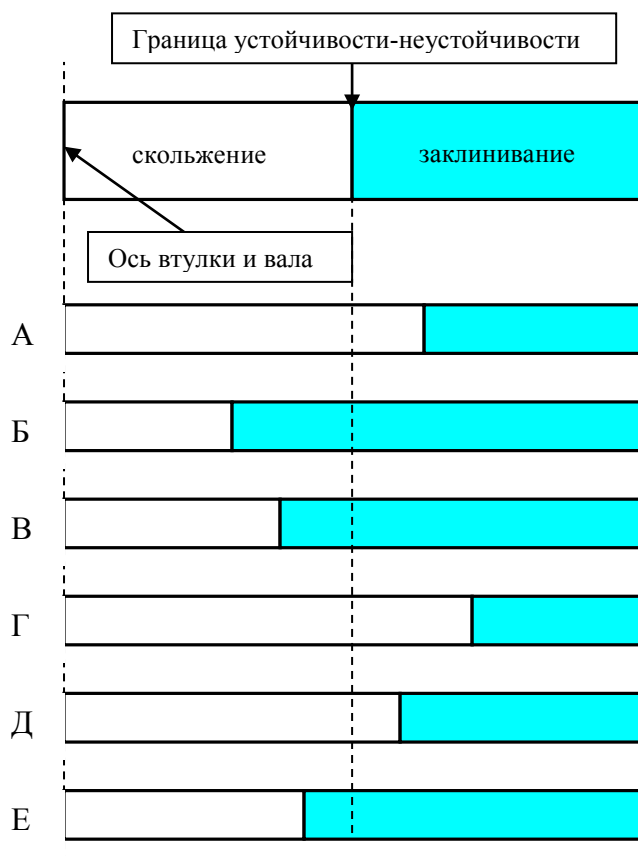 Граница устойчивости-неустойчивости
скольжение
заклинивание
Ось втулки и вала
А
Б
В
Г
Д
Е